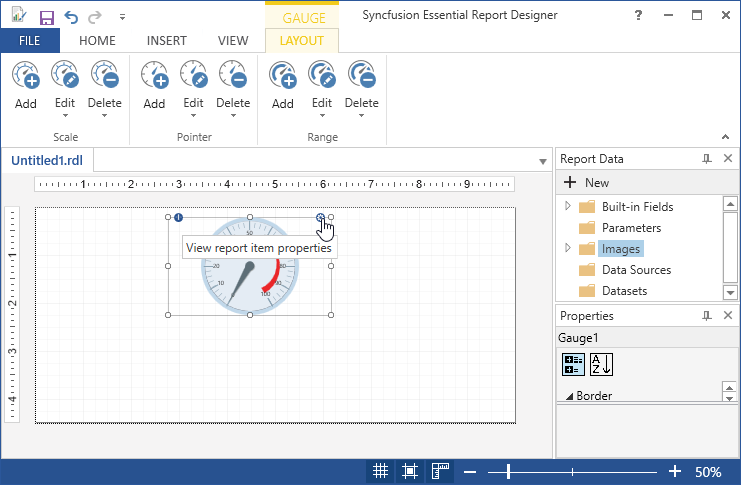 GAUGE
Syncfusion Essential Report Designer
FILE HOME INSERT VIEW LAYOUT
Add Edit Delete Add Edit Delete Add Edit Delete
Scale Pointer Range
Untitled1.rdl
1 2 3 4 5 6 7 8 9
1
2
3
4
50
View report item properties
20
10
80
90
100
Report Data
New
Built-in Fields
Parameters
Images
Data Sources
Datasets
Properties
Gauge1
A
Z
Border
50%